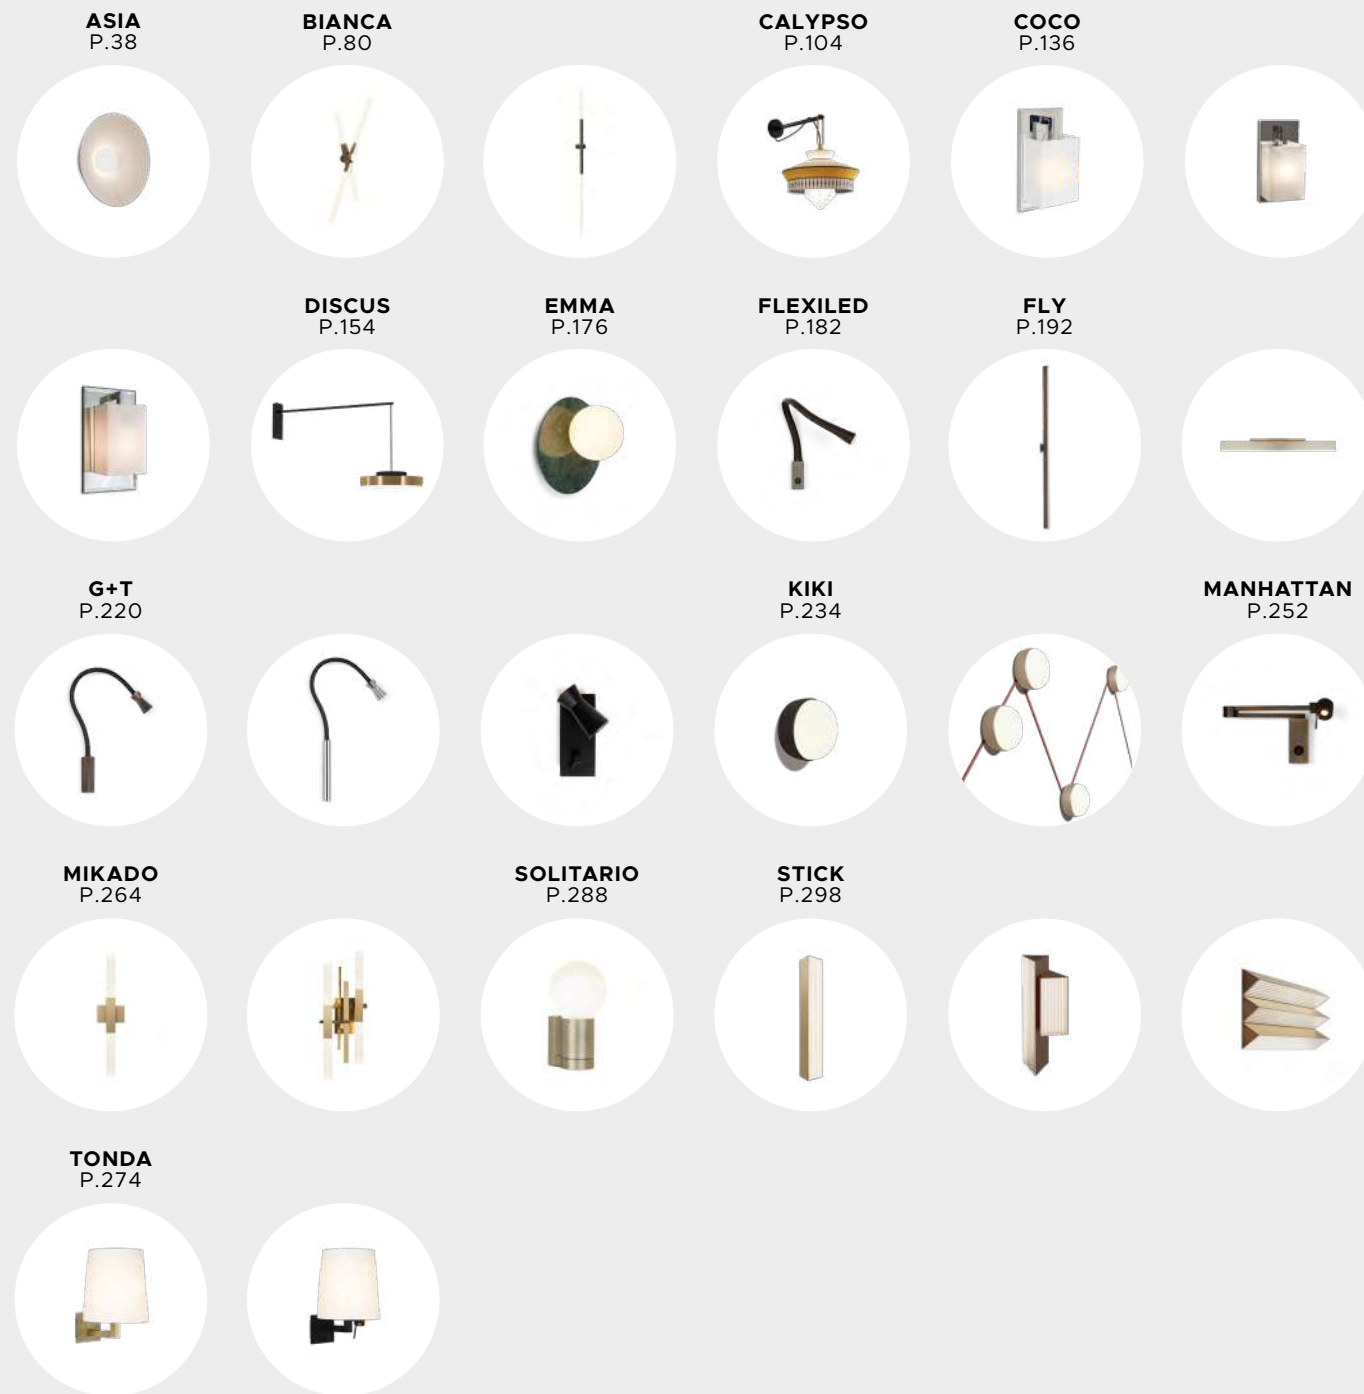 ASIA
P.38
BIANCA
P.80
CALYPSO
P.104
COCO
P.136
DISCUS
P.154
EMMA
P.176
FLEXILED
P.182
FLY
P.192
G+T
P.220
KIKI
P.234
MANHATTAN
P.252
MIKADO
P.264
SOLITARIO
P.288
STICK
P.298
TONDA
P.274